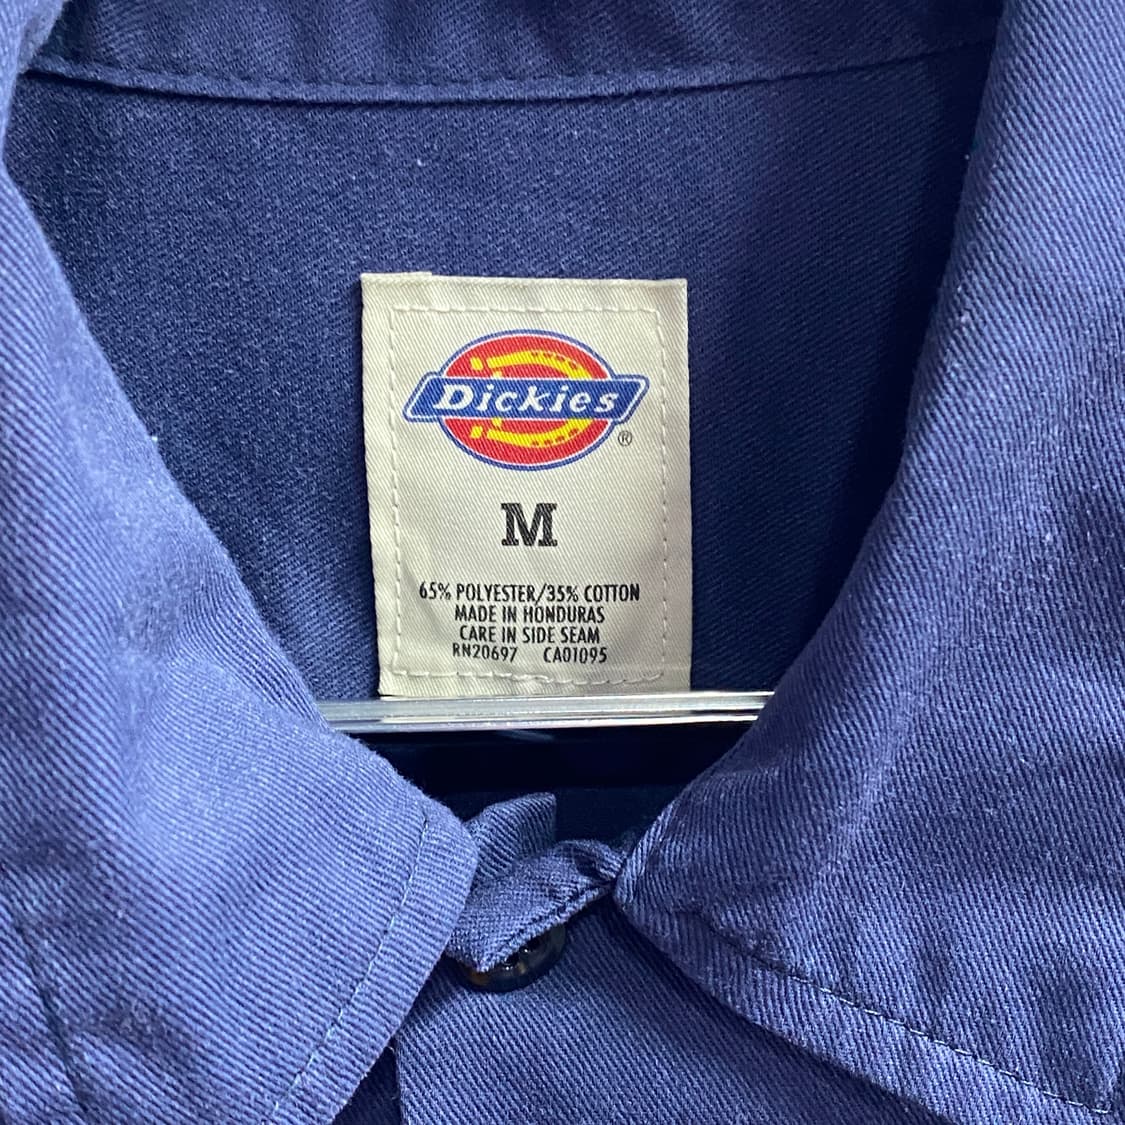 Dickies
®
M
65% POLYESTER/35% COTTON
MADE IN HONDURAS
CARE IN SIDE SEAM
RN20697 CA01095